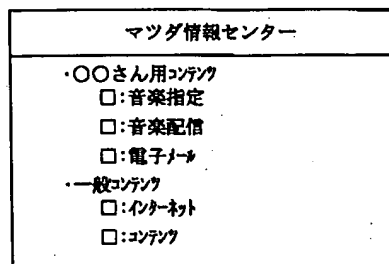 マツダ情報センター
・〇〇さん用コンテンツ
□:音楽指定
□:音楽配信
□:電子メール
・一般コンテンツ
□:インターネット
□:コンテンツ